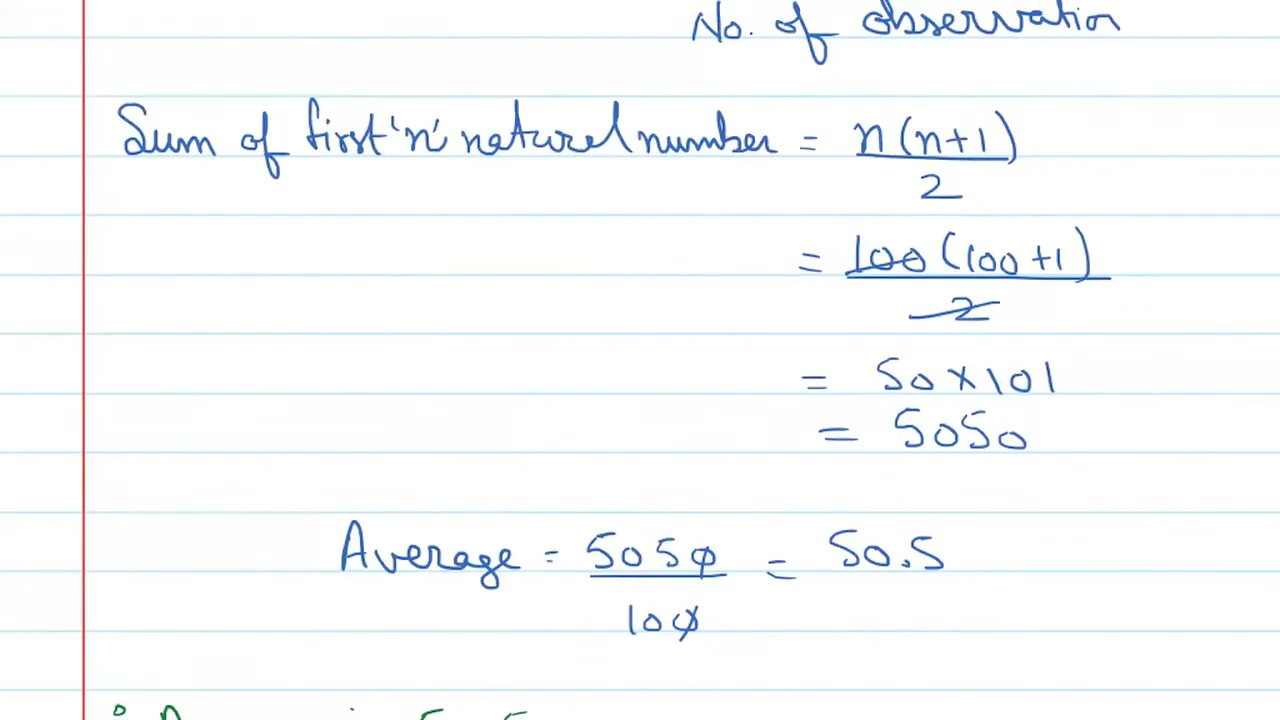 No. of observation
Sum of first 'n' natural number = n(n+1)
2
= 100 (100+1)
2
= 50 × 101
= 5050
Average = 5050 = 50.5
100